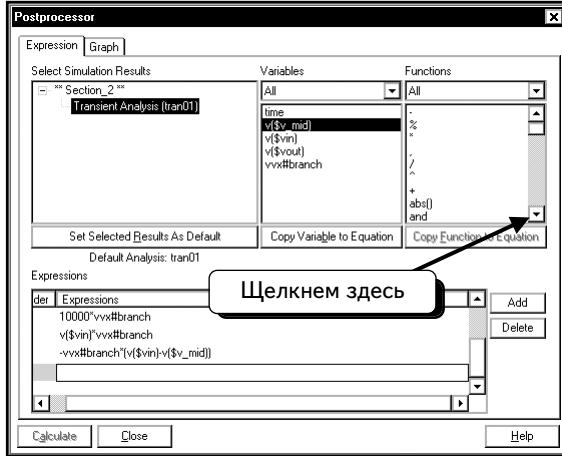 Postprocessor
Expression Graph
Select Simulation Results Variables Functions
** Section_2 ** All All
Transient Analysis (tran01)
time
v($v_mid)
v($vin)
v($vout)
vvx#branch
-
%
*
,
/
^
+
abs()
and
Set Selected Results As Default Copy Variable to Equation Copy Function to Equation
Default Analysis: tran01
Щелкнем здесь
Expressions
der Expressions Add
10000*vvx#branch
v($vin)*vvx#branch Delete
-vvx#branch*(v($vin)-v($v_mid))
Calculate Close Help